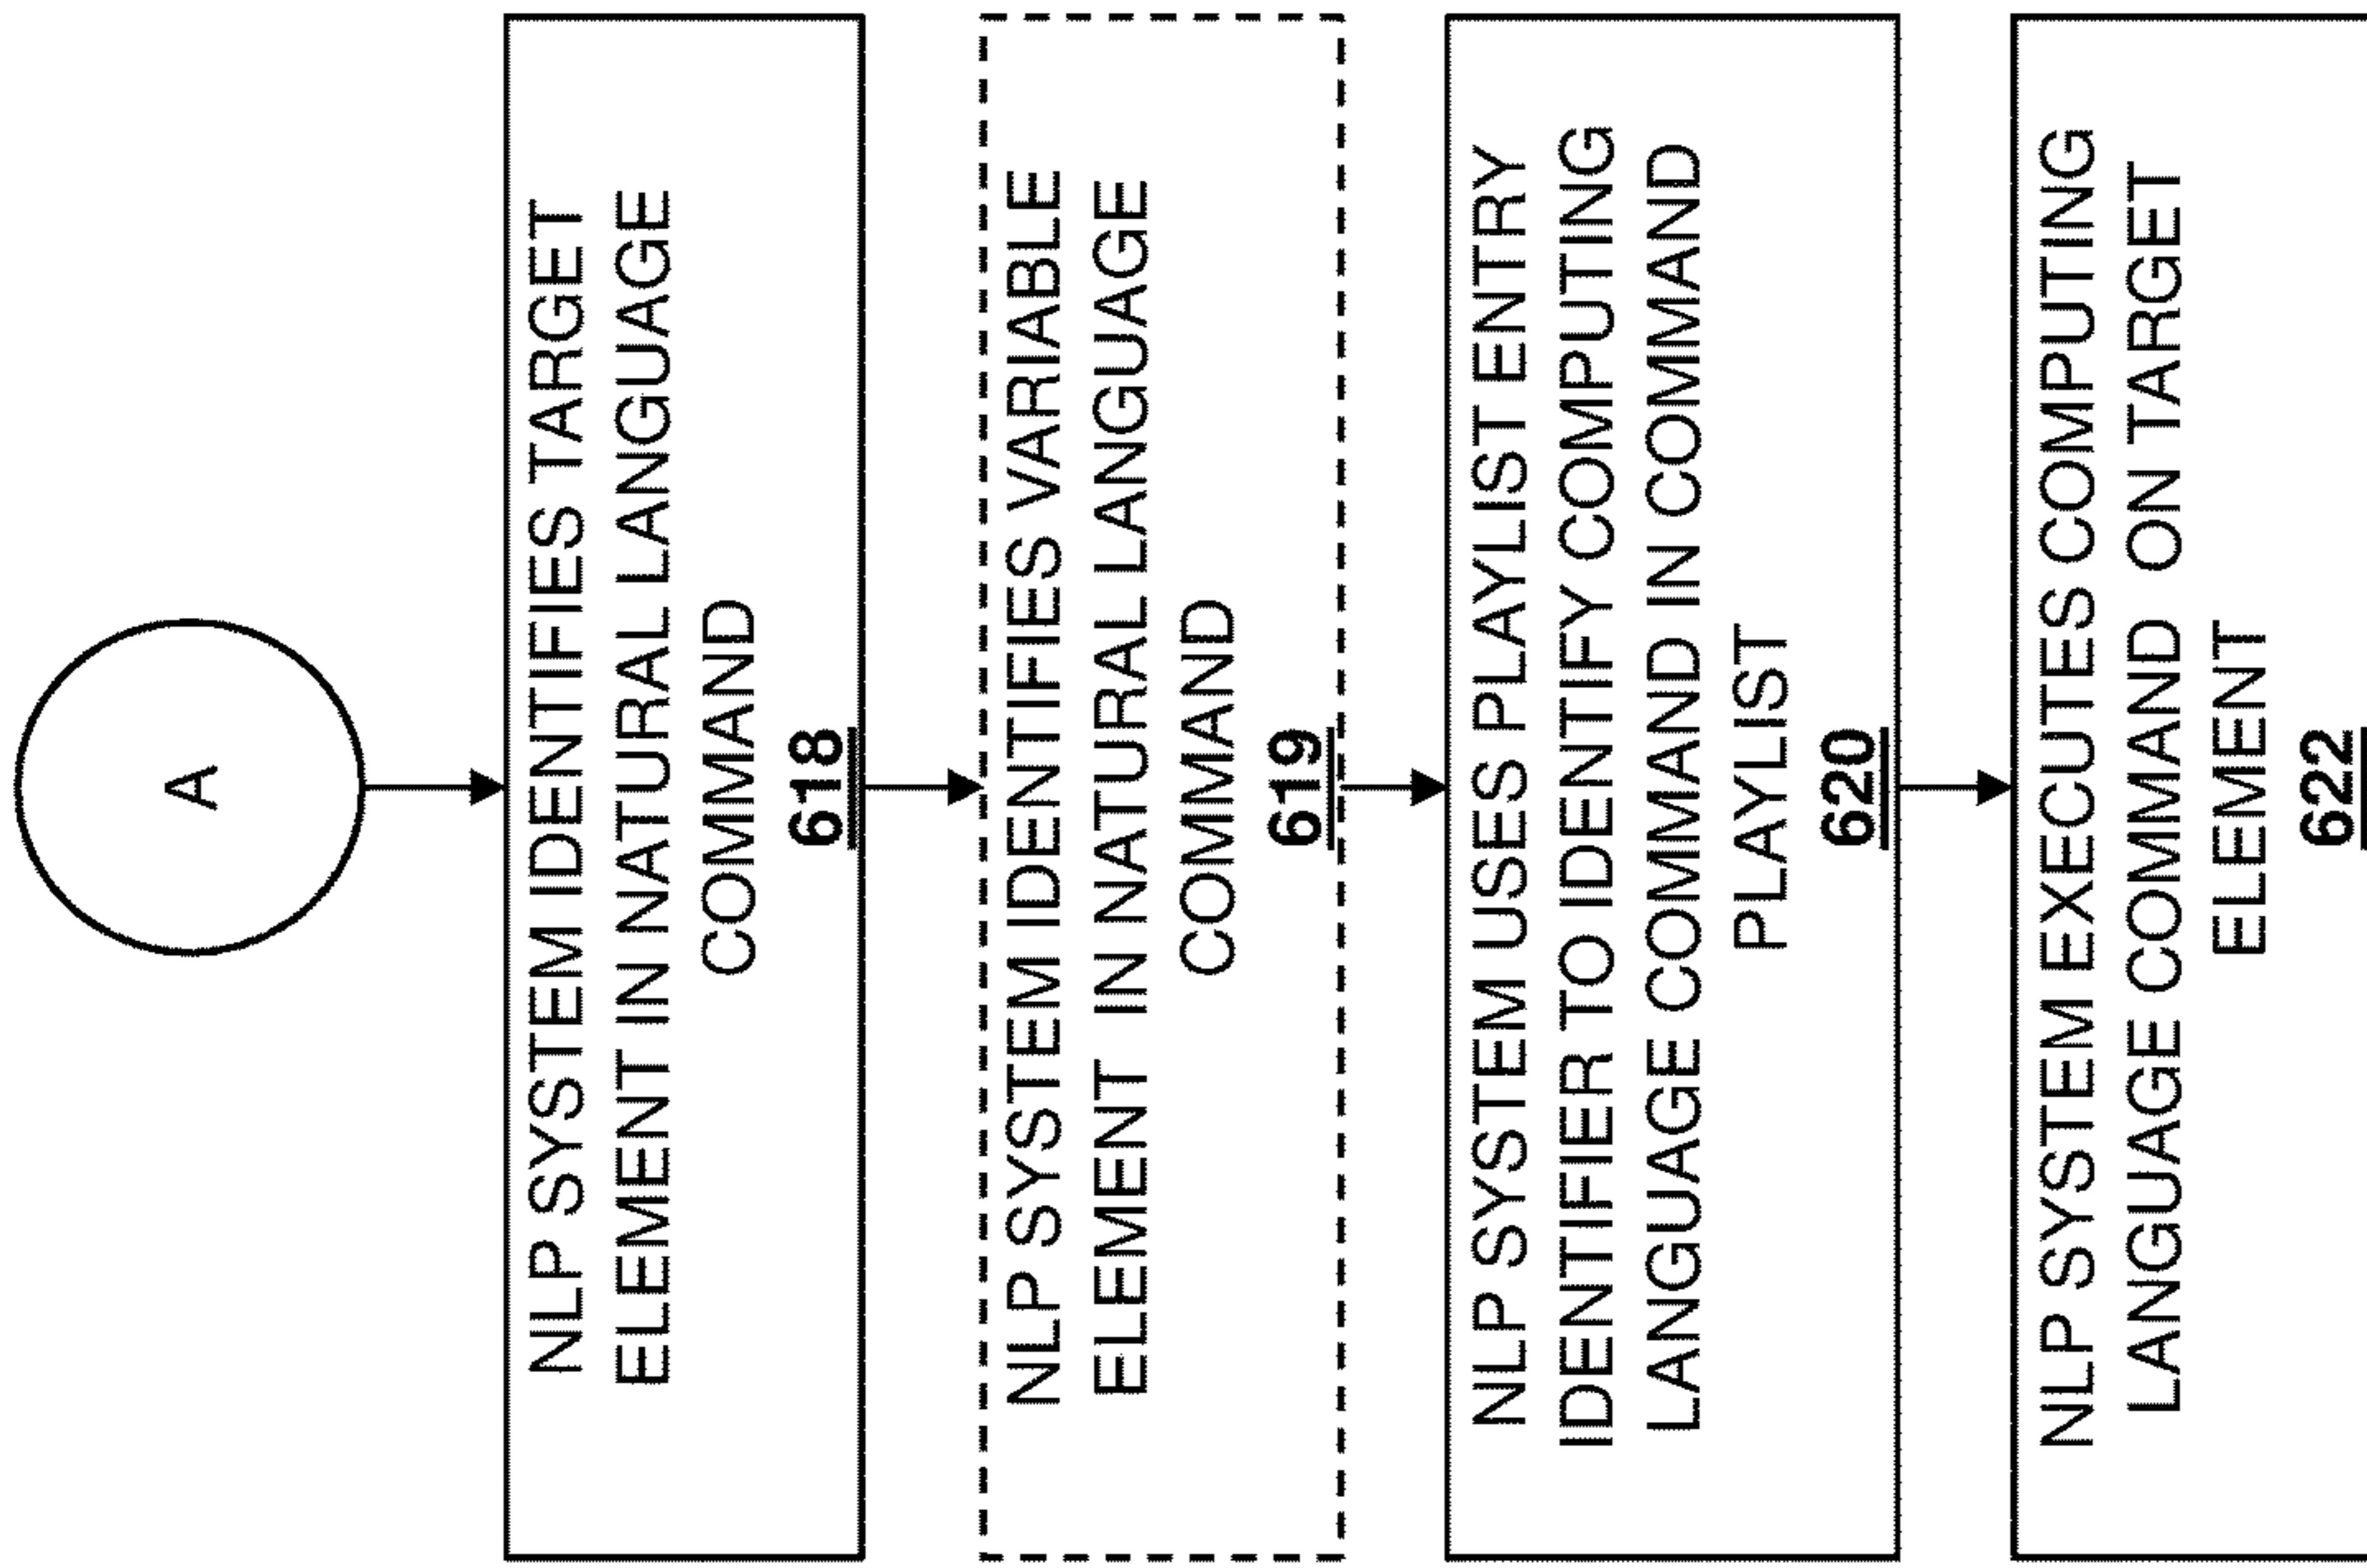 A
NLP SYSTEM IDENTIFIES TARGET
ELEMENT IN NATURAL LANGUAGE
COMMAND
618
NLP SYSTEM IDENTIFIES VARIABLE
ELEMENT IN NATURAL LANGUAGE
COMMAND
619
NLP SYSTEM USES PLAYLIST ENTRY
IDENTIFIER TO IDENTIFY COMPUTING
LANGUAGE COMMAND IN COMMAND
PLAYLIST
620
NLP SYSTEM EXECUTES COMPUTING
LANGUAGE COMMAND ON TARGET
ELEMENT
622